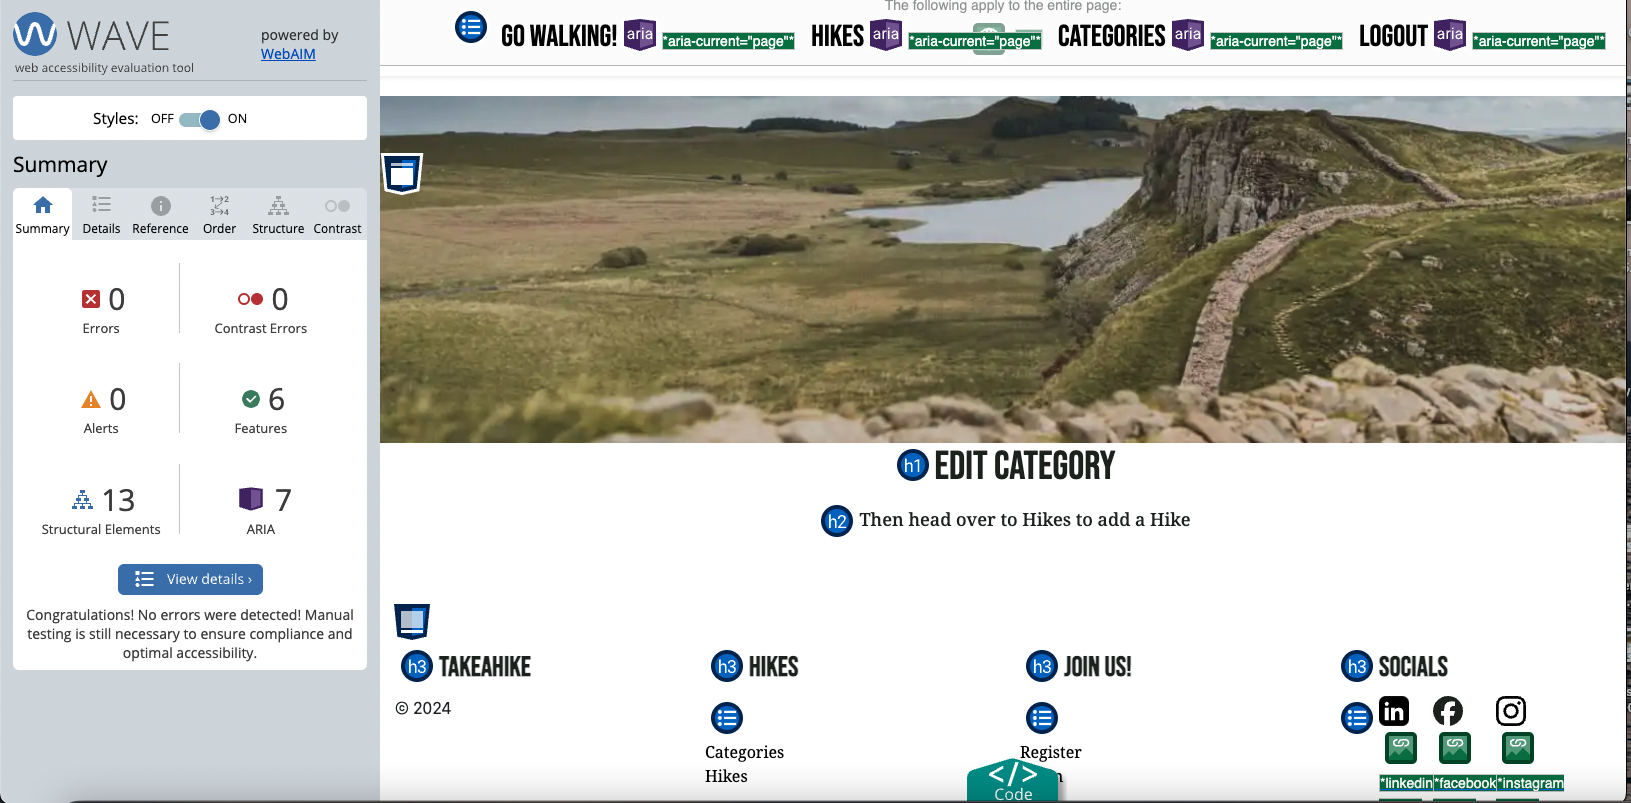 WAVE
powered by
WebAIM
web accessibility evaluation tool
Styles: OFF ON
Summary
Summary Details Reference Order Structure Contrast
0 Errors
0 Contrast Errors
0 Alerts
6 Features
13 Structural Elements
7 ARIA
View details ›
Congratulations! No errors were detected! Manual
testing is still necessary to ensure compliance and
optimal accessibility.
The following apply to the entire page:
GO WALKING! aria *aria-current="page"* HIKES aria *aria-current="page"* CATEGORIES aria *aria-current="page"* LOGOUT aria *aria-current="page"*
h1 EDIT CATEGORY
h2 Then head over to Hikes to add a Hike
h3 TAKEAHIKE
© 2024
h3 HIKES
Categories
Hikes
h3 JOIN US!
Register
h3 SOCIALS
in
*linkedin *facebook *instagram
</> Code